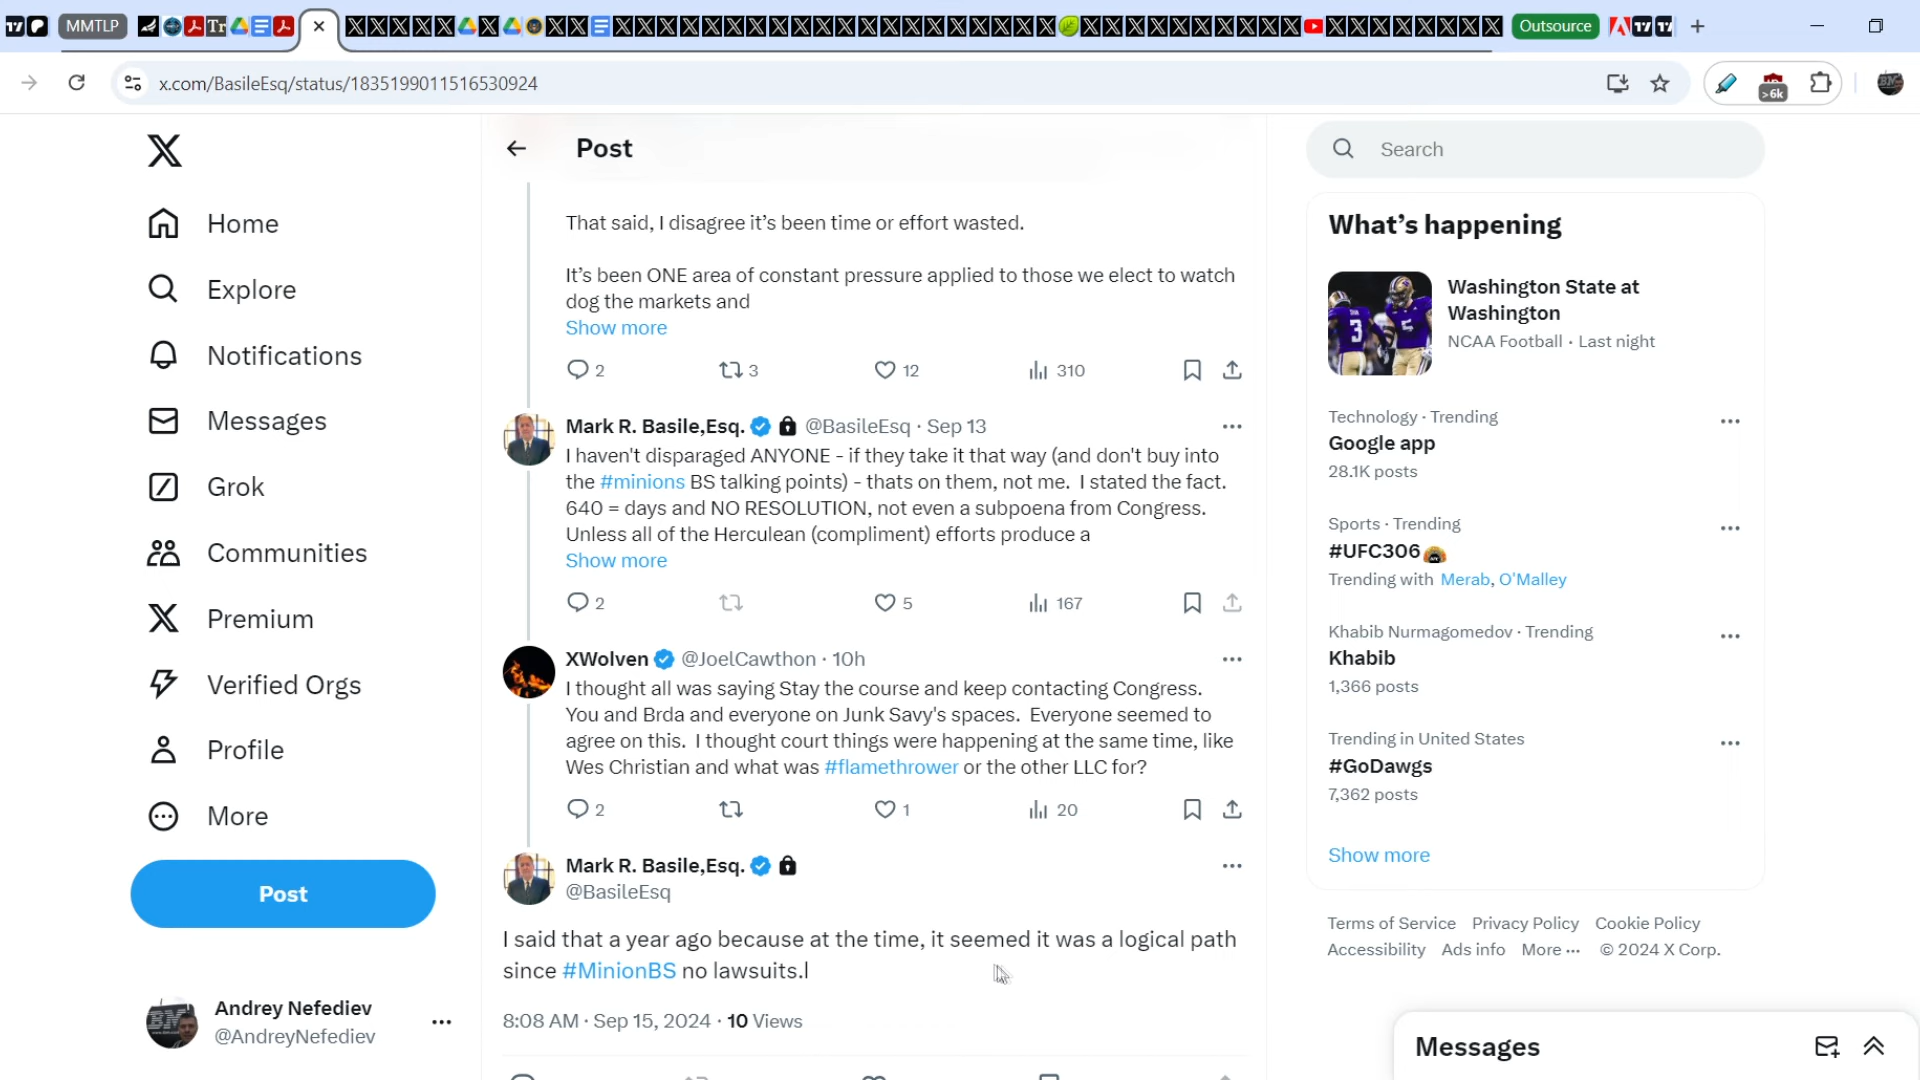 MMTLP
Outsource
x.com/BasileEsq/status/1835199011516530924
>6k
Home
Explore
Notifications
Messages
Grok
Communities
Premium
Verified Orgs
Profile
More
Post
Andrey Nefediev
@AndreyNefediev
Post
That said, I disagree it's been time or effort wasted.
It's been ONE area of constant pressure applied to those we elect to watch
dog the markets and
Show more
2 3 12 310
Mark R. Basile,Esq. @BasileEsq · Sep 13
I haven't disparaged ANYONE - if they take it that way (and don't buy into
the #minions BS talking points) - thats on them, not me. I stated the fact.
640 = days and NO RESOLUTION, not even a subpoena from Congress.
Unless all of the Herculean (compliment) efforts produce a
Show more
2 5 167
XWolven @JoelCawthon · 10h
I thought all was saying Stay the course and keep contacting Congress.
You and Brda and everyone on Junk Savy's spaces. Everyone seemed to
agree on this. I thought court things were happening at the same time, like
Wes Christian and what was #flamethrower or the other LLC for?
2 1 20
Mark R. Basile,Esq.
@BasileEsq
I said that a year ago because at the time, it seemed it was a logical path
since #MinionBS no lawsuits.l
8:08 AM · Sep 15, 2024 · 10 Views
Search
What's happening
Washington State at
Washington
NCAA Football · Last night
Technology · Trending
Google app
28.1K posts
Sports · Trending
#UFC306
Trending with Merab, O'Malley
Khabib Nurmagomedov · Trending
Khabib
1,366 posts
Trending in United States
#GoDawgs
7,362 posts
Show more
Terms of Service Privacy Policy Cookie Policy
Accessibility Ads info More ··· © 2024 X Corp.
Messages